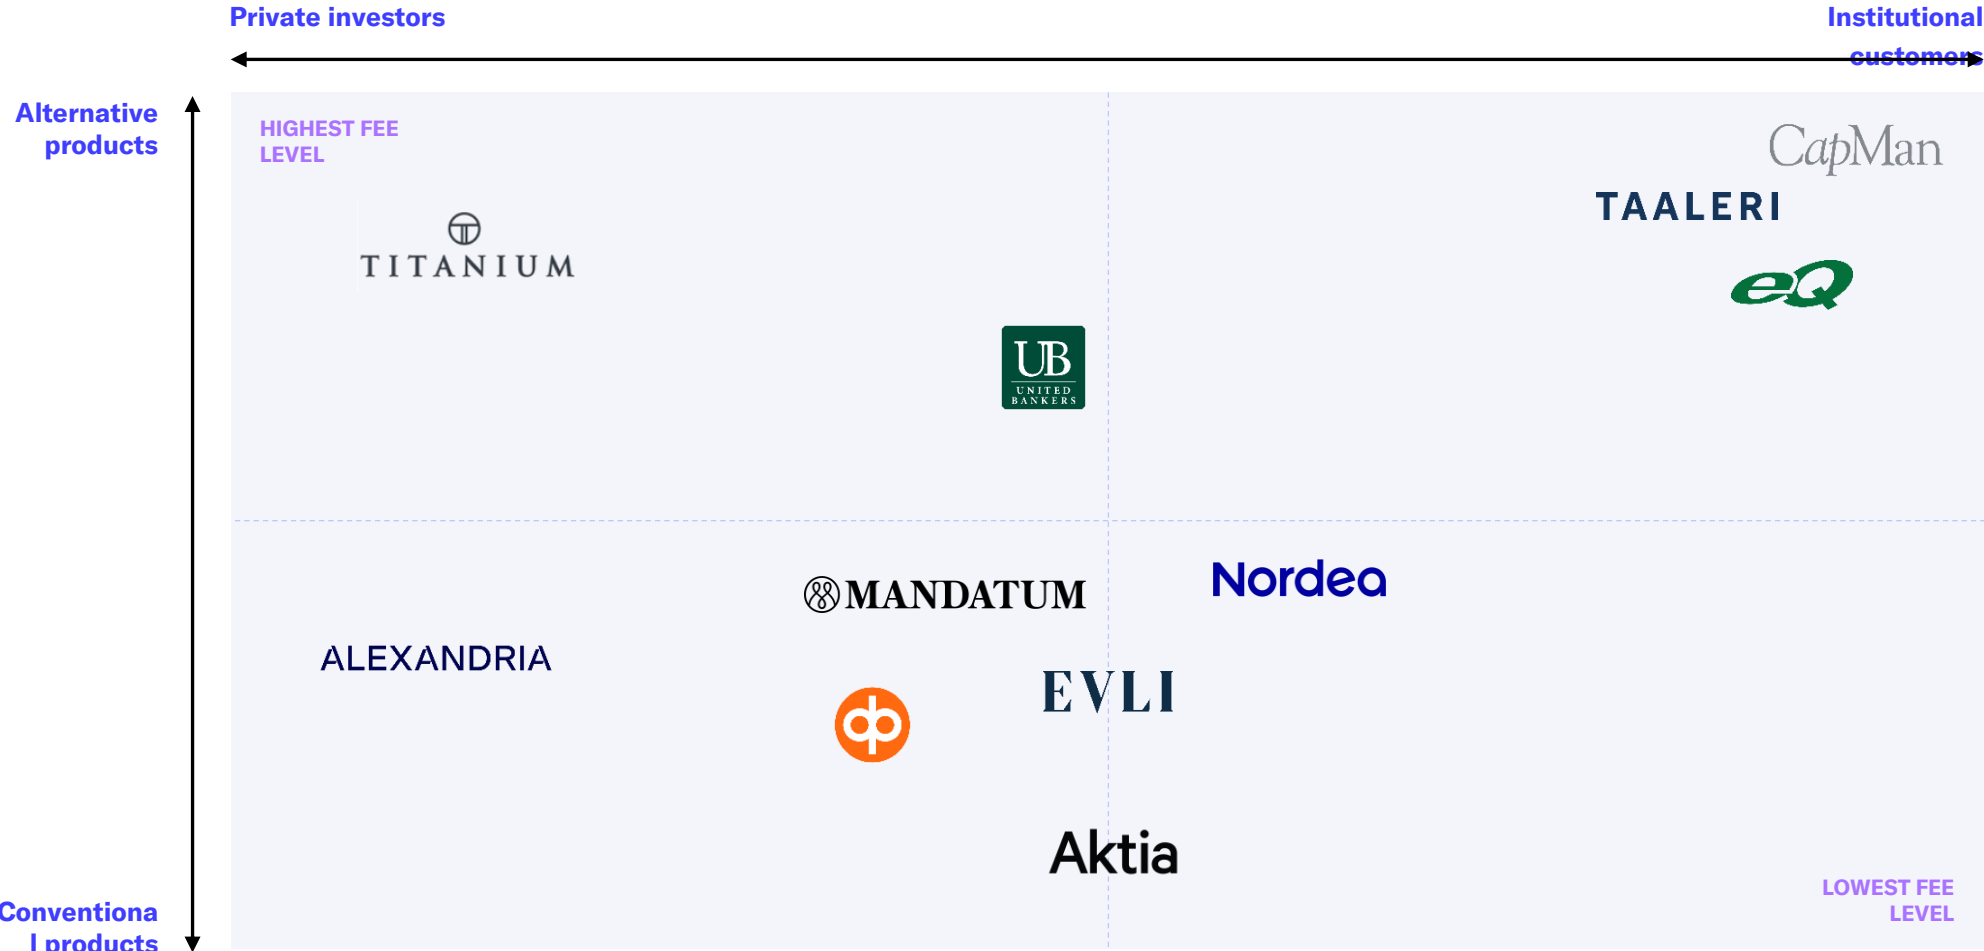 Private investors
Institutional
customers
Alternative
products
HIGHEST FEE
LEVEL
CapMan
TAALERI
TITANIUM
eQ
UB
UNITED
BANKERS
MANDATUM
Nordea
ALEXANDRIA
EVLI
op
Aktia
LOWEST FEE
LEVEL
Conventiona
l products